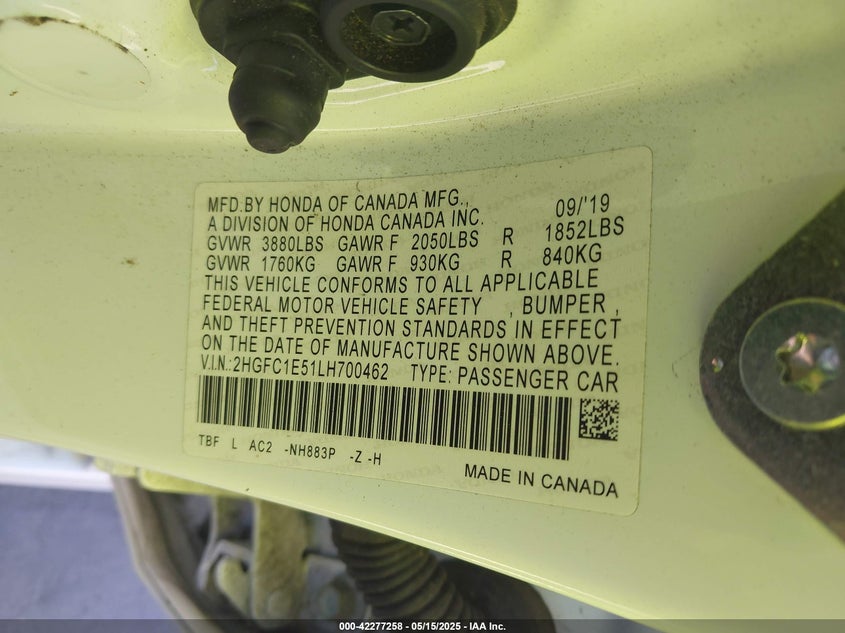 MFD.BY HONDA OF CANADA MFG., 09/'19
A DIVISION OF HONDA CANADA INC.
GVWR 3880LBS GAWR F 2050LBS R 1852LBS
GVWR 1760KG GAWR F 930KG R 840KG
THIS VEHICLE CONFORMS TO ALL APPLICABLE
FEDERAL MOTOR VEHICLE SAFETY , BUMPER ,
AND THEFT PREVENTION STANDARDS IN EFFECT
ON THE DATE OF MANUFACTURE SHOWN ABOVE.
V.I.N.:2HGFC1E51LH700462 TYPE: PASSENGER CAR
TBF L AC2 -NH883P -Z -H
MADE IN CANADA
000-42277258 - 05/15/2025 - IAA Inc.